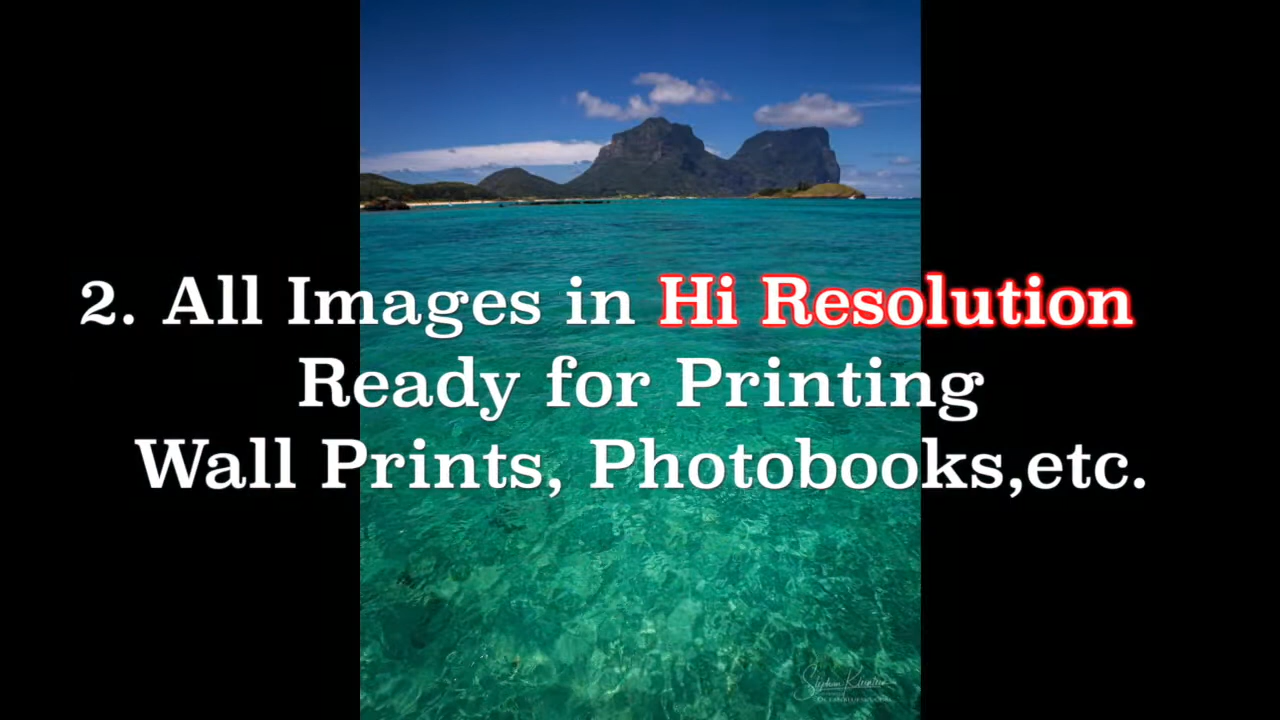 2. All Images in Hi Resolution
Ready for Printing
Wall Prints, Photobooks,etc.